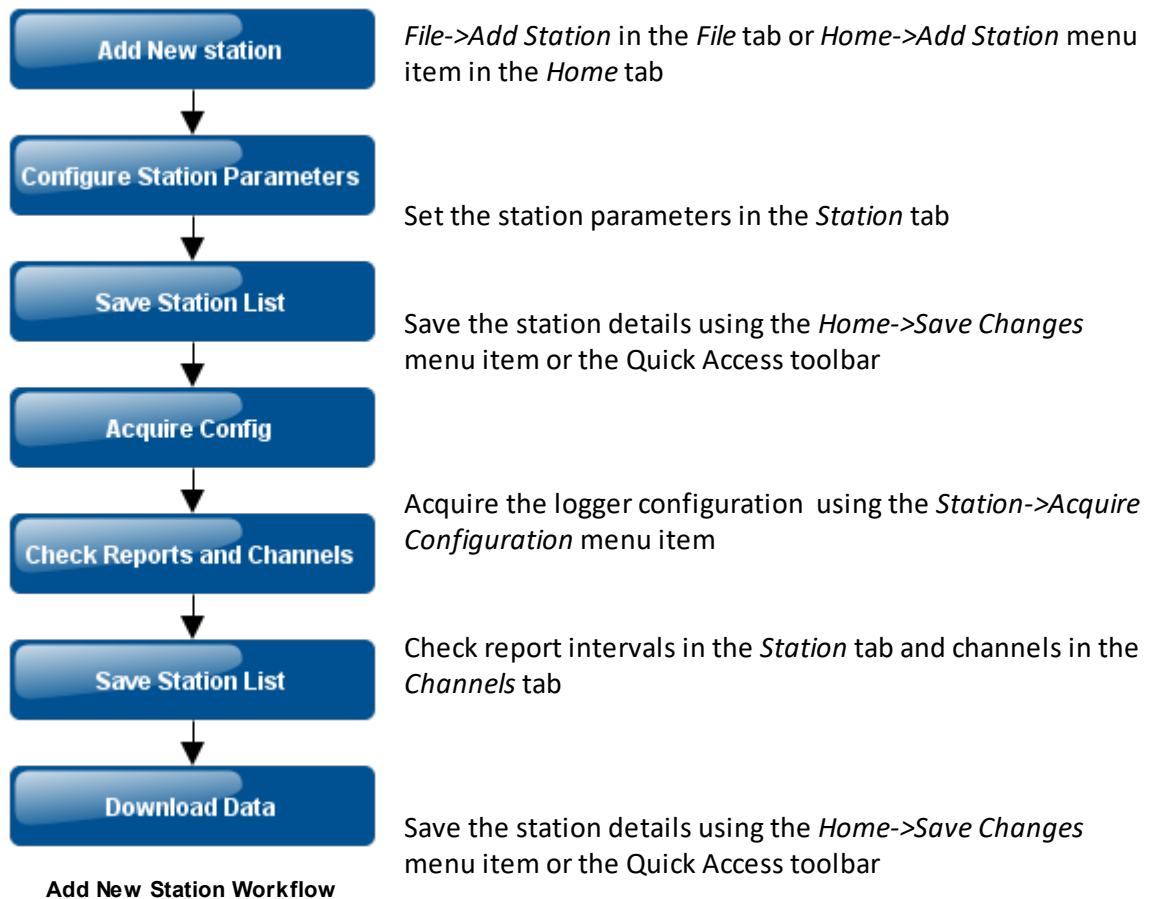 Add New station
File->Add Station in the File tab or Home->Add Station menu
item in the Home tab
Configure Station Parameters
Set the station parameters in the Station tab
Save Station List
Save the station details using the Home->Save Changes
menu item or the Quick Access toolbar
Acquire Config
Acquire the logger configuration  using the Station->Acquire
Configuration menu item
Check Reports and Channels
Check report intervals in the Station tab and channels in the
Channels tab
Save Station List
Download Data
Save the station details using the Home->Save Changes
menu item or the Quick Access toolbar
Add New Station Workflow